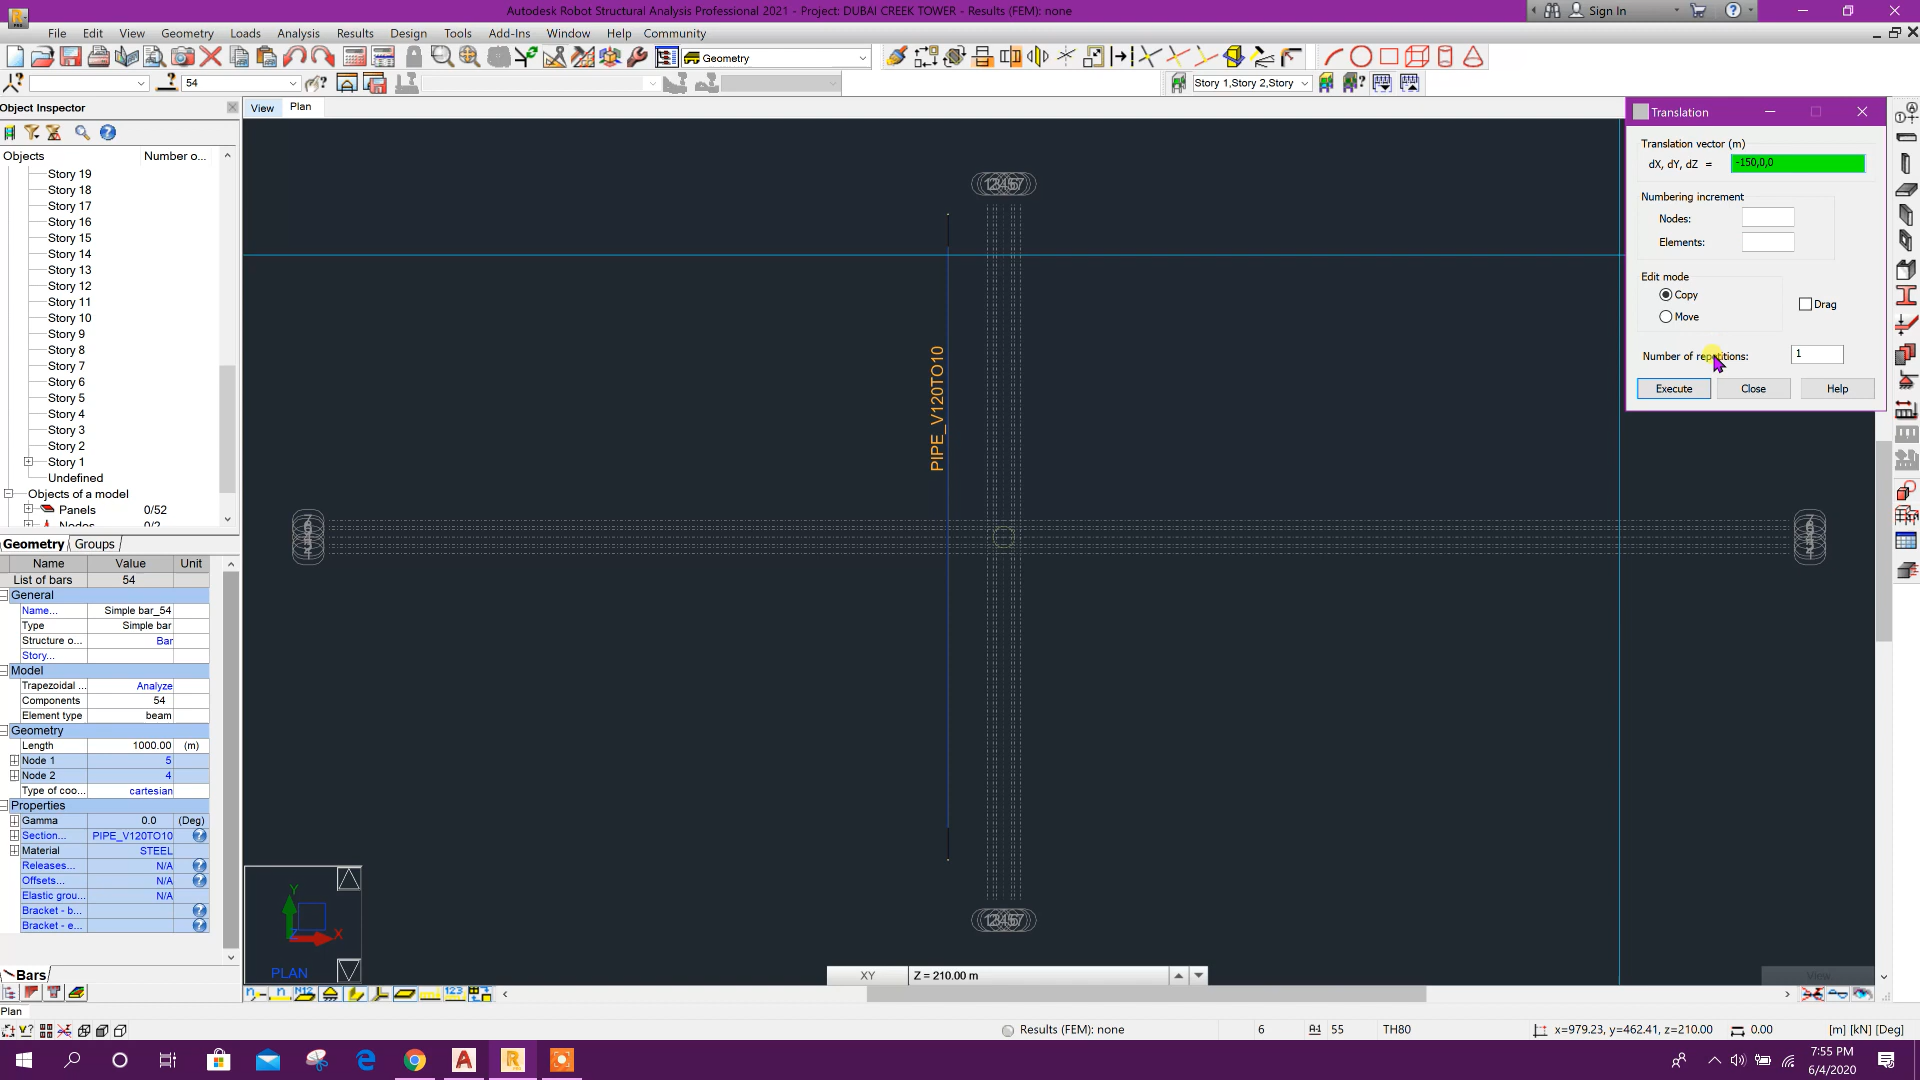 Autodesk Robot Structural Analysis Professional 2021 - Project: DUBAI CREEK TOWER - Results (FEM): none
Sign In
File Edit View Geometry Loads Analysis Results Design Tools Add-Ins Window Help Community
Geometry
54
Story 1,Story 2,Story
Object Inspector
View Plan
Objects Number o...
Story 19
Story 18
Story 17
Story 16
Story 15
Story 14
Story 13
Story 12
Story 11
Story 10
Story 9
Story 8
Story 7
Story 6
Story 5
Story 4
Story 3
Story 2
Story 1
Undefined
Objects of a model
Panels 0/52
Nodes 0/2
Geometry Groups
Name Value Unit
List of bars 54
General
Name... Simple bar_54
Type Simple bar
Structure o... Bar
Story...
Model
Trapezoidal ... Analyze
Components 54
Element type beam
Geometry
Length 1000.00 (m)
Node 1 5
Node 2 4
Type of coo... cartesian
Properties
Gamma 0.0 (Deg)
Section... PIPE_V120TO10
Material STEEL
Releases... N/A
Offsets... N/A
Elastic grou... N/A
Bracket - b...
Bracket - e...
Bars
Plan
PIPE_V120TO10
Y
X
PLAN
XY Z = 210.00 m
View
Translation
Translation vector (m)
dX, dY, dZ = -150,0,0
Numbering increment
Nodes:
Elements:
Edit mode
Copy
Move
Drag
Number of repetitions: 1
Execute Close Help
Results (FEM): none 6 55 TH80 x=979.23, y=462.41, z=210.00 0.00 [m] [kN] [Deg]
7:55 PM
6/4/2020